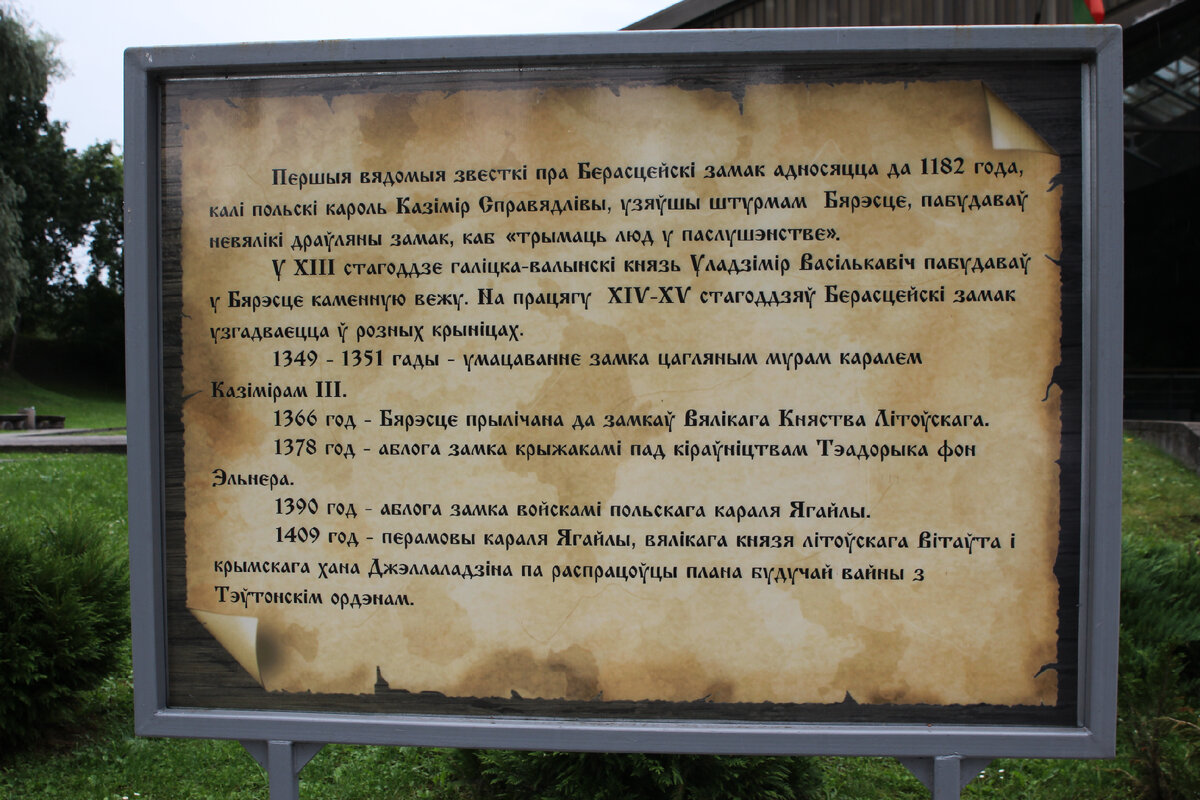 Першыя вядомыя звесткі пра Берасцейскі замак адносяцца да 1182 года,
калі польскі кароль Казімір Справядлівы, узяўшы штурмам Бярэсце, пабудаваў
невялікі драўляны замак, каб «трымаць люд у паслушэнстве».
У XIII стагоддзе галіцка-валынскі князь Уладзімір Васількавіч пабудаваў
у Бярэсце каменную вежу. На працягу XIV-XV стагоддзяў Берасцейскі замак
узгадваецца ў розных крыніцах.
1349 - 1351 гады - умацаванне замка цагляным мурам каралем
Казімірам III.
1366 год - Бярэсце прылічана да замкаў Вялікага Княства Літоўскага.
1378 год - аблога замка крыжакамі пад кіраўніцтвам Тэадорыка фон
Эльнера.
1390 год - аблога замка войскамі польскага караля Ягайлы.
1409 год - перамовы караля Ягайлы, вялікага князя літоўскага Вітаўта і
крымскага хана Джэллаладзіна па распрацоўцы плана будучай вайны з
Тэўтонскім ордэнам.